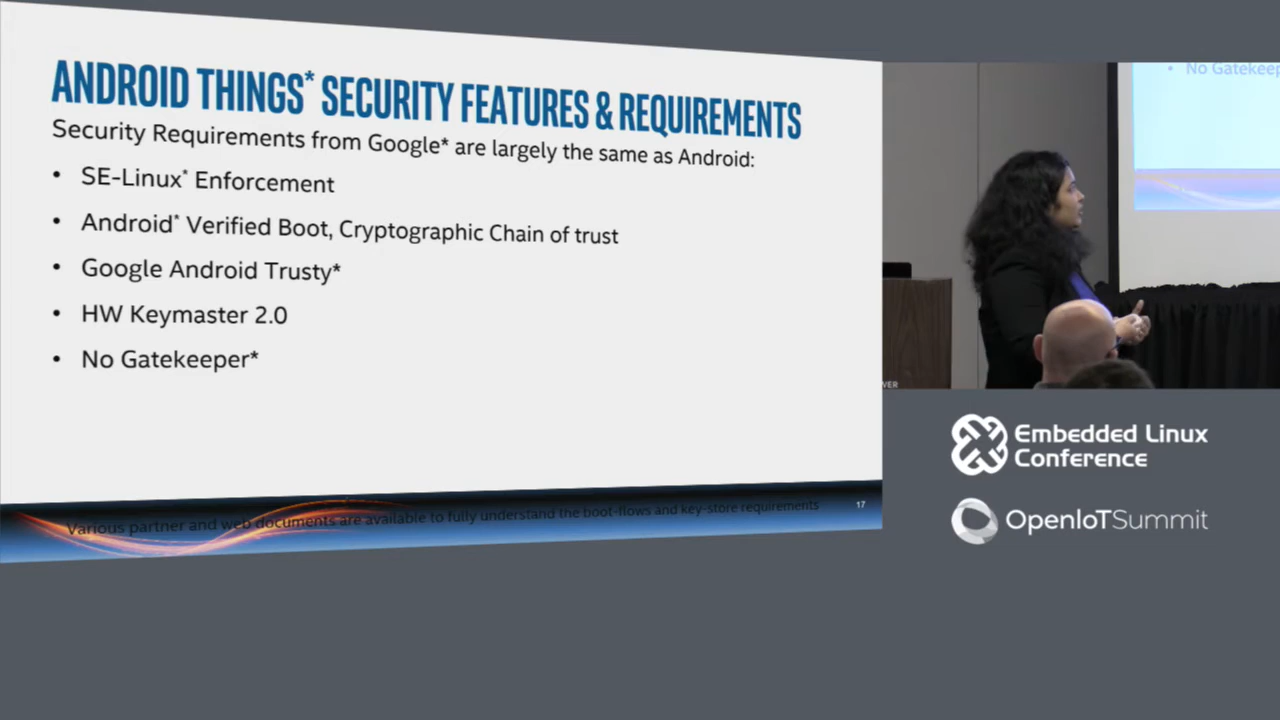 ANDROID THINGS* SECURITY FEATURES & REQUIREMENTS
Security Requirements from Google* are largely the same as Android:
• SE-Linux* Enforcement
• Android* Verified Boot, Cryptographic Chain of trust
• Google Android Trusty*
• HW Keymaster 2.0
• No Gatekeeper*
Various partner and web documents are available to fully understand the boot-flows and key-store requirements
17
• No Gatekeep
VER
Embedded Linux
Conference
OpenIoTSummit